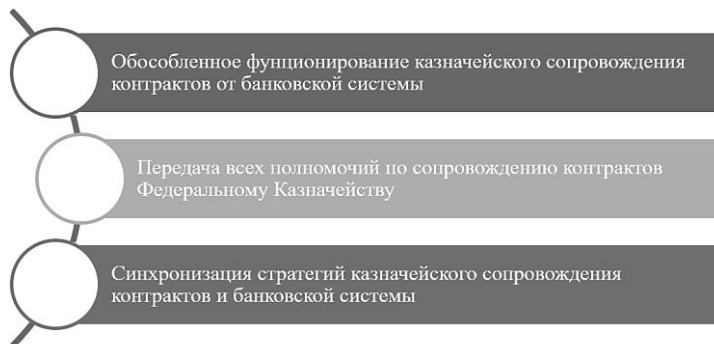 Обособленное фунционирование казначейского сопровождения
контрактов от банковской системы
Передача всех полномочий по сопровождению контрактов
Федеральному Казначейству
Синхронизация стратегий казначейского сопровождения
контрактов и банковской системы